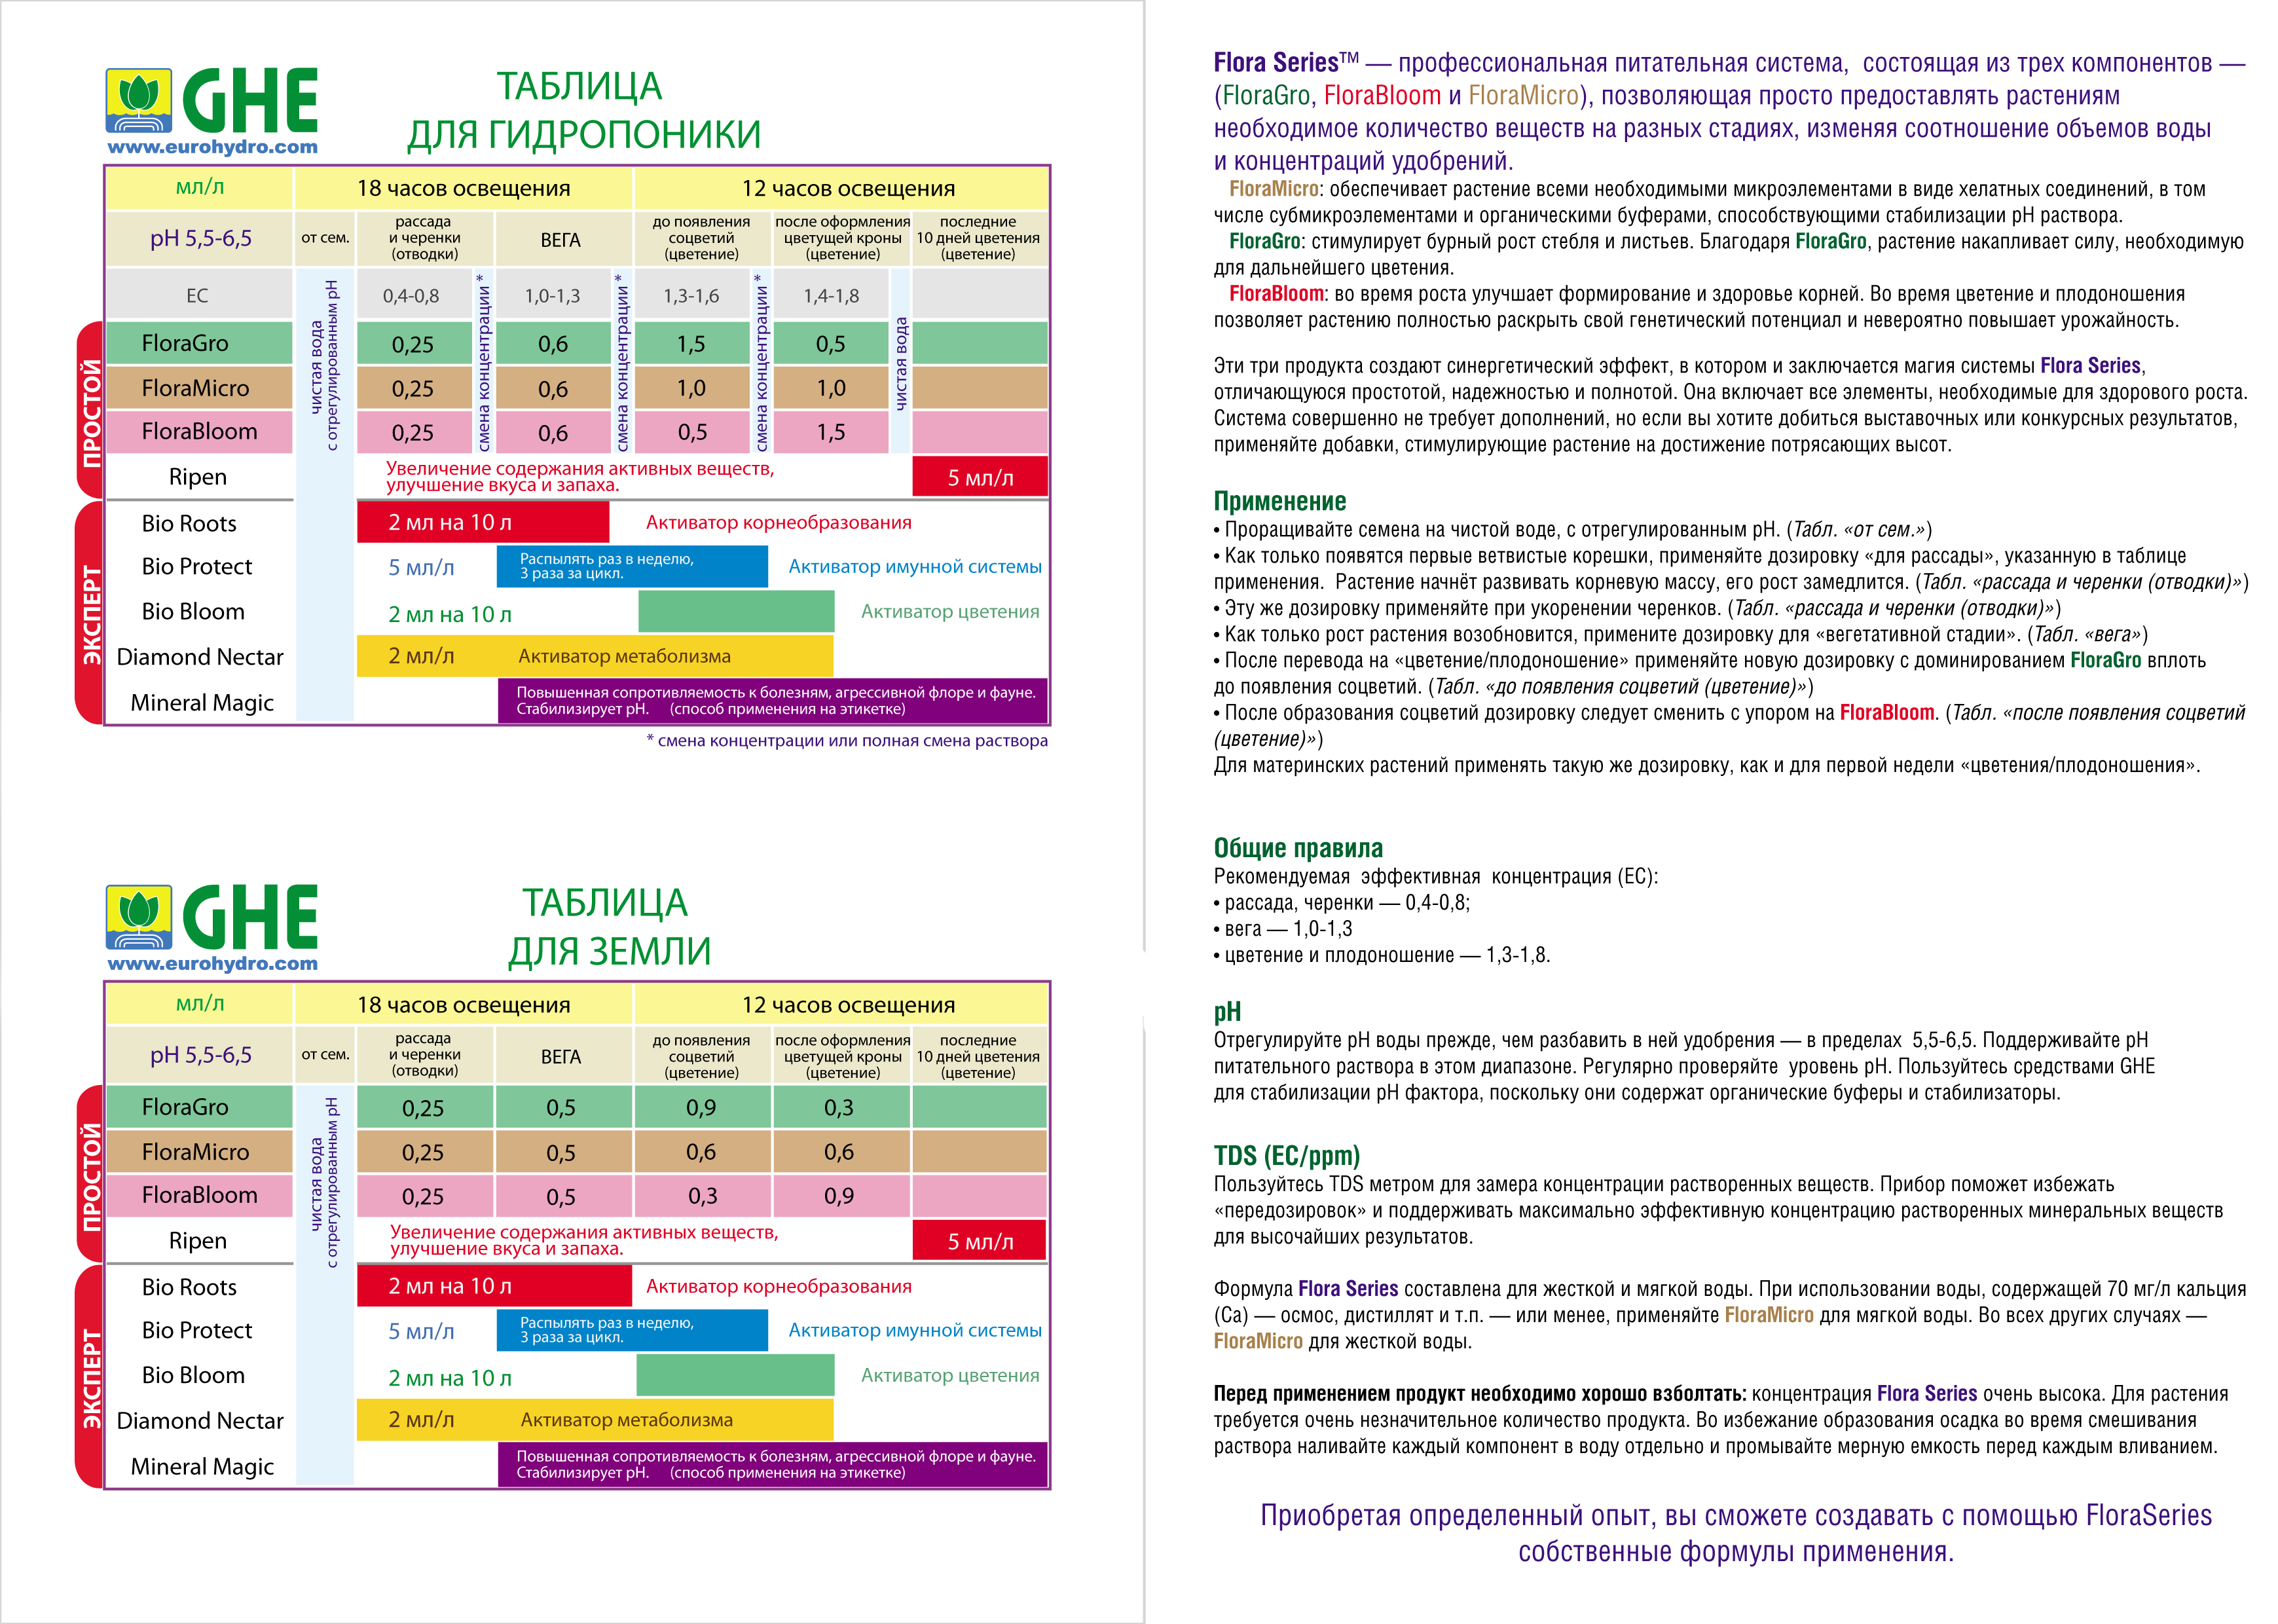 GHE
www.eurohydro.com
ТАБЛИЦА
ДЛЯ ГИДРОПОНИКИ
мл/л 18 часов освещения 12 часов освещения
pH 5,5-6,5 от сем. рассада и черенки (отводки) ВЕГА до появления соцветий (цветение) после оформления цветущей кроны (цветение) последние 10 дней цветения (цветение)
чистая вода
с отрегулированным pH
EC 0,4-0,8 1,0-1,3 1,3-1,6 1,4-1,8
смена концентрации *
смена концентрации *
смена концентрации *
чистая вода
ПРОСТОЙ
FloraGro 0,25 0,6 1,5 0,5
FloraMicro 0,25 0,6 1,0 1,0
FloraBloom 0,25 0,6 0,5 1,5
Ripen Увеличение содержания активных веществ, 5 мл/л
улучшение вкуса и запаха.
ЭКСПЕРТ
Bio Roots 2 мл на 10 л Активатор корнеобразования
Bio Protect 5 мл/л Распылять раз в неделю, 3 раза за цикл. Активатор имунной системы
Bio Bloom 2 мл на 10 л Активатор цветения
Diamond Nectar 2 мл/л Активатор метаболизма
Mineral Magic Повышенная сопротивляемость к болезням, агрессивной флоре и фауне.
Стабилизирует pH. (способ применения на этикетке)
* смена концентрации или полная смена раствора
GHE
www.eurohydro.com
ТАБЛИЦА
ДЛЯ ЗЕМЛИ
мл/л 18 часов освещения 12 часов освещения
pH 5,5-6,5 от сем. рассада и черенки (отводки) ВЕГА до появления соцветий (цветение) после оформления цветущей кроны (цветение) последние 10 дней цветения (цветение)
чистая вода
с отрегулированным pH
ПРОСТОЙ
FloraGro 0,25 0,5 0,9 0,3
FloraMicro 0,25 0,5 0,6 0,6
FloraBloom 0,25 0,5 0,3 0,9
Ripen Увеличение содержания активных веществ, 5 мл/л
улучшение вкуса и запаха.
ЭКСПЕРТ
Bio Roots 2 мл на 10 л Активатор корнеобразования
Bio Protect 5 мл/л Распылять раз в неделю, 3 раза за цикл. Активатор имунной системы
Bio Bloom 2 мл на 10 л Активатор цветения
Diamond Nectar 2 мл/л Активатор метаболизма
Mineral Magic Повышенная сопротивляемость к болезням, агрессивной флоре и фауне.
Стабилизирует pH. (способ применения на этикетке)
Flora Series™ — профессиональная питательная система, состоящая из трех компонентов —
(FloraGro, FloraBloom и FloraMicro), позволяющая просто предоставлять растениям
необходимое количество веществ на разных стадиях, изменяя соотношение объемов воды
и концентраций удобрений.
FloraMicro: обеспечивает растение всеми необходимыми микроэлементами в виде хелатных соединений, в том
числе субмикроэлементами и органическими буферами, способствующими стабилизации pH раствора.
FloraGro: стимулирует бурный рост стебля и листьев. Благодаря FloraGro, растение накапливает силу, необходимую
для дальнейшего цветения.
FloraBloom: во время роста улучшает формирование и здоровье корней. Во время цветение и плодоношения
позволяет растению полностью раскрыть свой генетический потенциал и невероятно повышает урожайность.
Эти три продукта создают синергетический эффект, в котором и заключается магия системы Flora Series,
отличающуюся простотой, надежностью и полнотой. Она включает все элементы, необходимые для здорового роста.
Система совершенно не требует дополнений, но если вы хотите добиться выставочных или конкурсных результатов,
применяйте добавки, стимулирующие растение на достижение потрясающих высот.
Применение
• Проращивайте семена на чистой воде, с отрегулированным pH. (Табл. «от сем.»)
• Как только появятся первые ветвистые корешки, применяйте дозировку «для рассады», указанную в таблице
применения. Растение начнёт развивать корневую массу, его рост замедлится. (Табл. «рассада и черенки (отводки)»)
• Эту же дозировку применяйте при укоренении черенков. (Табл. «рассада и черенки (отводки)»)
• Как только рост растения возобновится, примените дозировку для «вегетативной стадии». (Табл. «вега»)
• После перевода на «цветение/плодоношение» применяйте новую дозировку с доминированием FloraGro вплоть
до появления соцветий. (Табл. «до появления соцветий (цветение)»)
• После образования соцветий дозировку следует сменить с упором на FloraBloom. (Табл. «после появления соцветий
(цветение)»)
Для материнских растений применять такую же дозировку, как и для первой недели «цветения/плодоношения».
Общие правила
Рекомендуемая эффективная концентрация (EC):
• рассада, черенки — 0,4-0,8;
• вега — 1,0-1,3
• цветение и плодоношение — 1,3-1,8.
pH
Отрегулируйте pH воды прежде, чем разбавить в ней удобрения — в пределах 5,5-6,5. Поддерживайте pH
питательного раствора в этом диапазоне. Регулярно проверяйте уровень pH. Пользуйтесь средствами GHE
для стабилизации pH фактора, поскольку они содержат органические буферы и стабилизаторы.
TDS (EC/ppm)
Пользуйтесь TDS метром для замера концентрации растворенных веществ. Прибор поможет избежать
«передозировок» и поддерживать максимально эффективную концентрацию растворенных минеральных веществ
для высочайших результатов.
Формула Flora Series составлена для жесткой и мягкой воды. При использовании воды, содержащей 70 мг/л кальция
(Ca) — осмос, дистиллят и т.п. — или менее, применяйте FloraMicro для мягкой воды. Во всех других случаях —
FloraMicro для жесткой воды.
Перед применением продукт необходимо хорошо взболтать: концентрация Flora Series очень высока. Для растения
требуется очень незначительное количество продукта. Во избежание образования осадка во время смешивания
раствора наливайте каждый компонент в воду отдельно и промывайте мерную емкость перед каждым вливанием.
Приобретая определенный опыт, вы сможете создавать с помощью FloraSeries
собственные формулы применения.